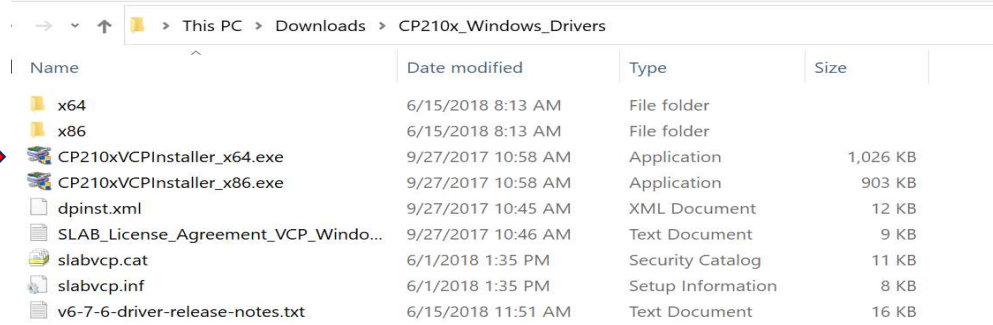 This PC > Downloads > CP210x_Windows_Drivers
Name Date modified Type Size
x64 6/15/2018 8:13 AM File folder
x86 6/15/2018 8:13 AM File folder
CP210xVCPInstaller_x64.exe 9/27/2017 10:58 AM Application 1,026 KB
CP210xVCPInstaller_x86.exe 9/27/2017 10:58 AM Application 903 KB
dpinst.xml 9/27/2017 10:45 AM XML Document 12 KB
SLAB_License_Agreement_VCP_Windo... 9/27/2017 10:46 AM Text Document 9 KB
slabvcp.cat 6/1/2018 1:35 PM Security Catalog 11 KB
slabvcp.inf 6/1/2018 1:35 PM Setup Information 8 KB
v6-7-6-driver-release-notes.txt 6/15/2018 11:51 AM Text Document 16 KB